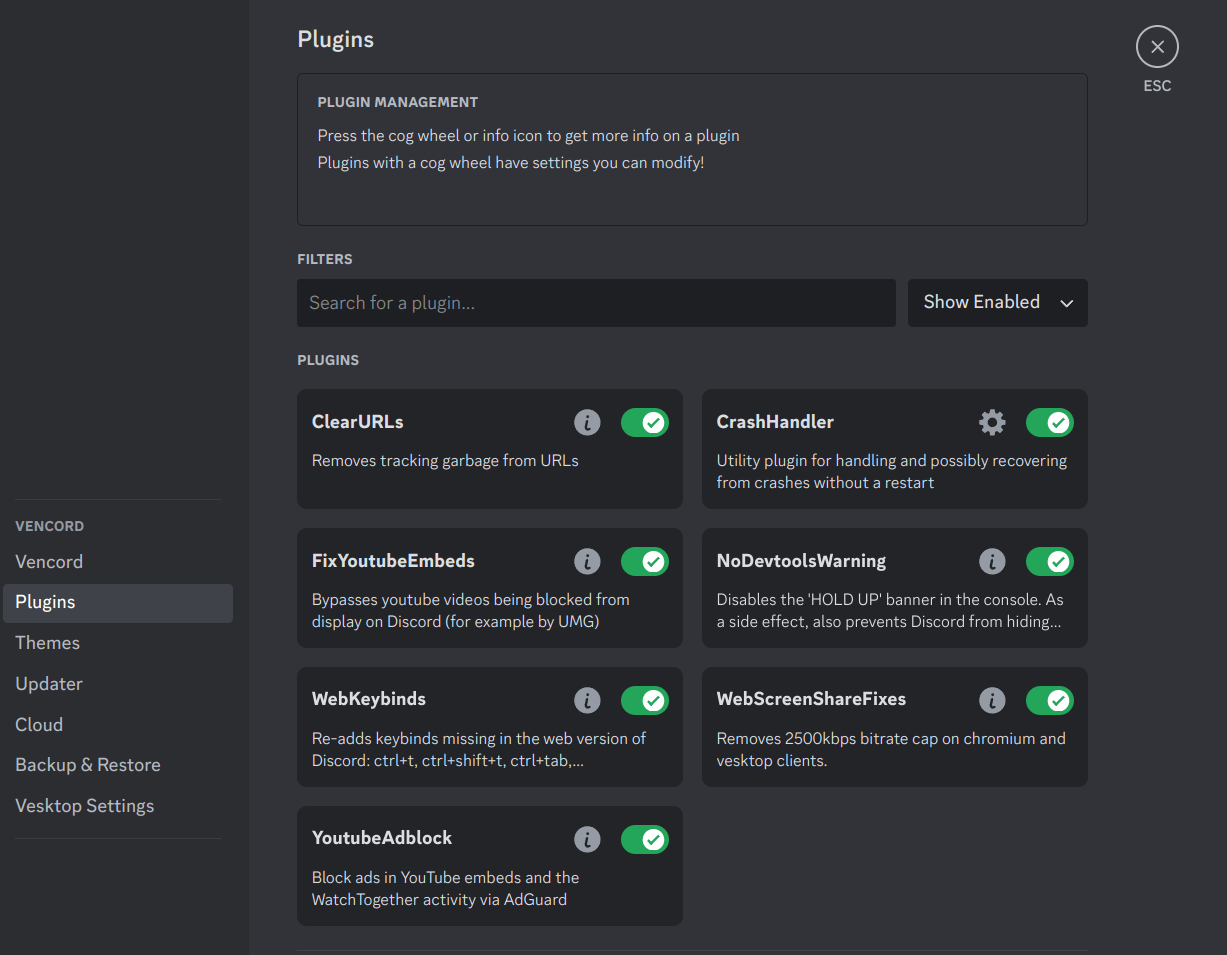 Plugins
ESC
PLUGIN MANAGEMENT
Press the cog wheel or info icon to get more info on a plugin
Plugins with a cog wheel have settings you can modify!
FILTERS
Search for a plugin...
Show Enabled
PLUGINS
ClearURLs
Removes tracking garbage from URLs
CrashHandler
Utility plugin for handling and possibly recovering
from crashes without a restart
FixYoutubeEmbeds
Bypasses youtube videos being blocked from
display on Discord (for example by UMG)
NoDevtoolsWarning
Disables the 'HOLD UP' banner in the console. As
a side effect, also prevents Discord from hiding...
WebKeybinds
Re-adds keybinds missing in the web version of
Discord: ctrl+t, ctrl+shift+t, ctrl+tab,...
WebScreenShareFixes
Removes 2500kbps bitrate cap on chromium and
vesktop clients.
YoutubeAdblock
Block ads in YouTube embeds and the
WatchTogether activity via AdGuard
VENCORD
Vencord
Plugins
Themes
Updater
Cloud
Backup & Restore
Vesktop Settings